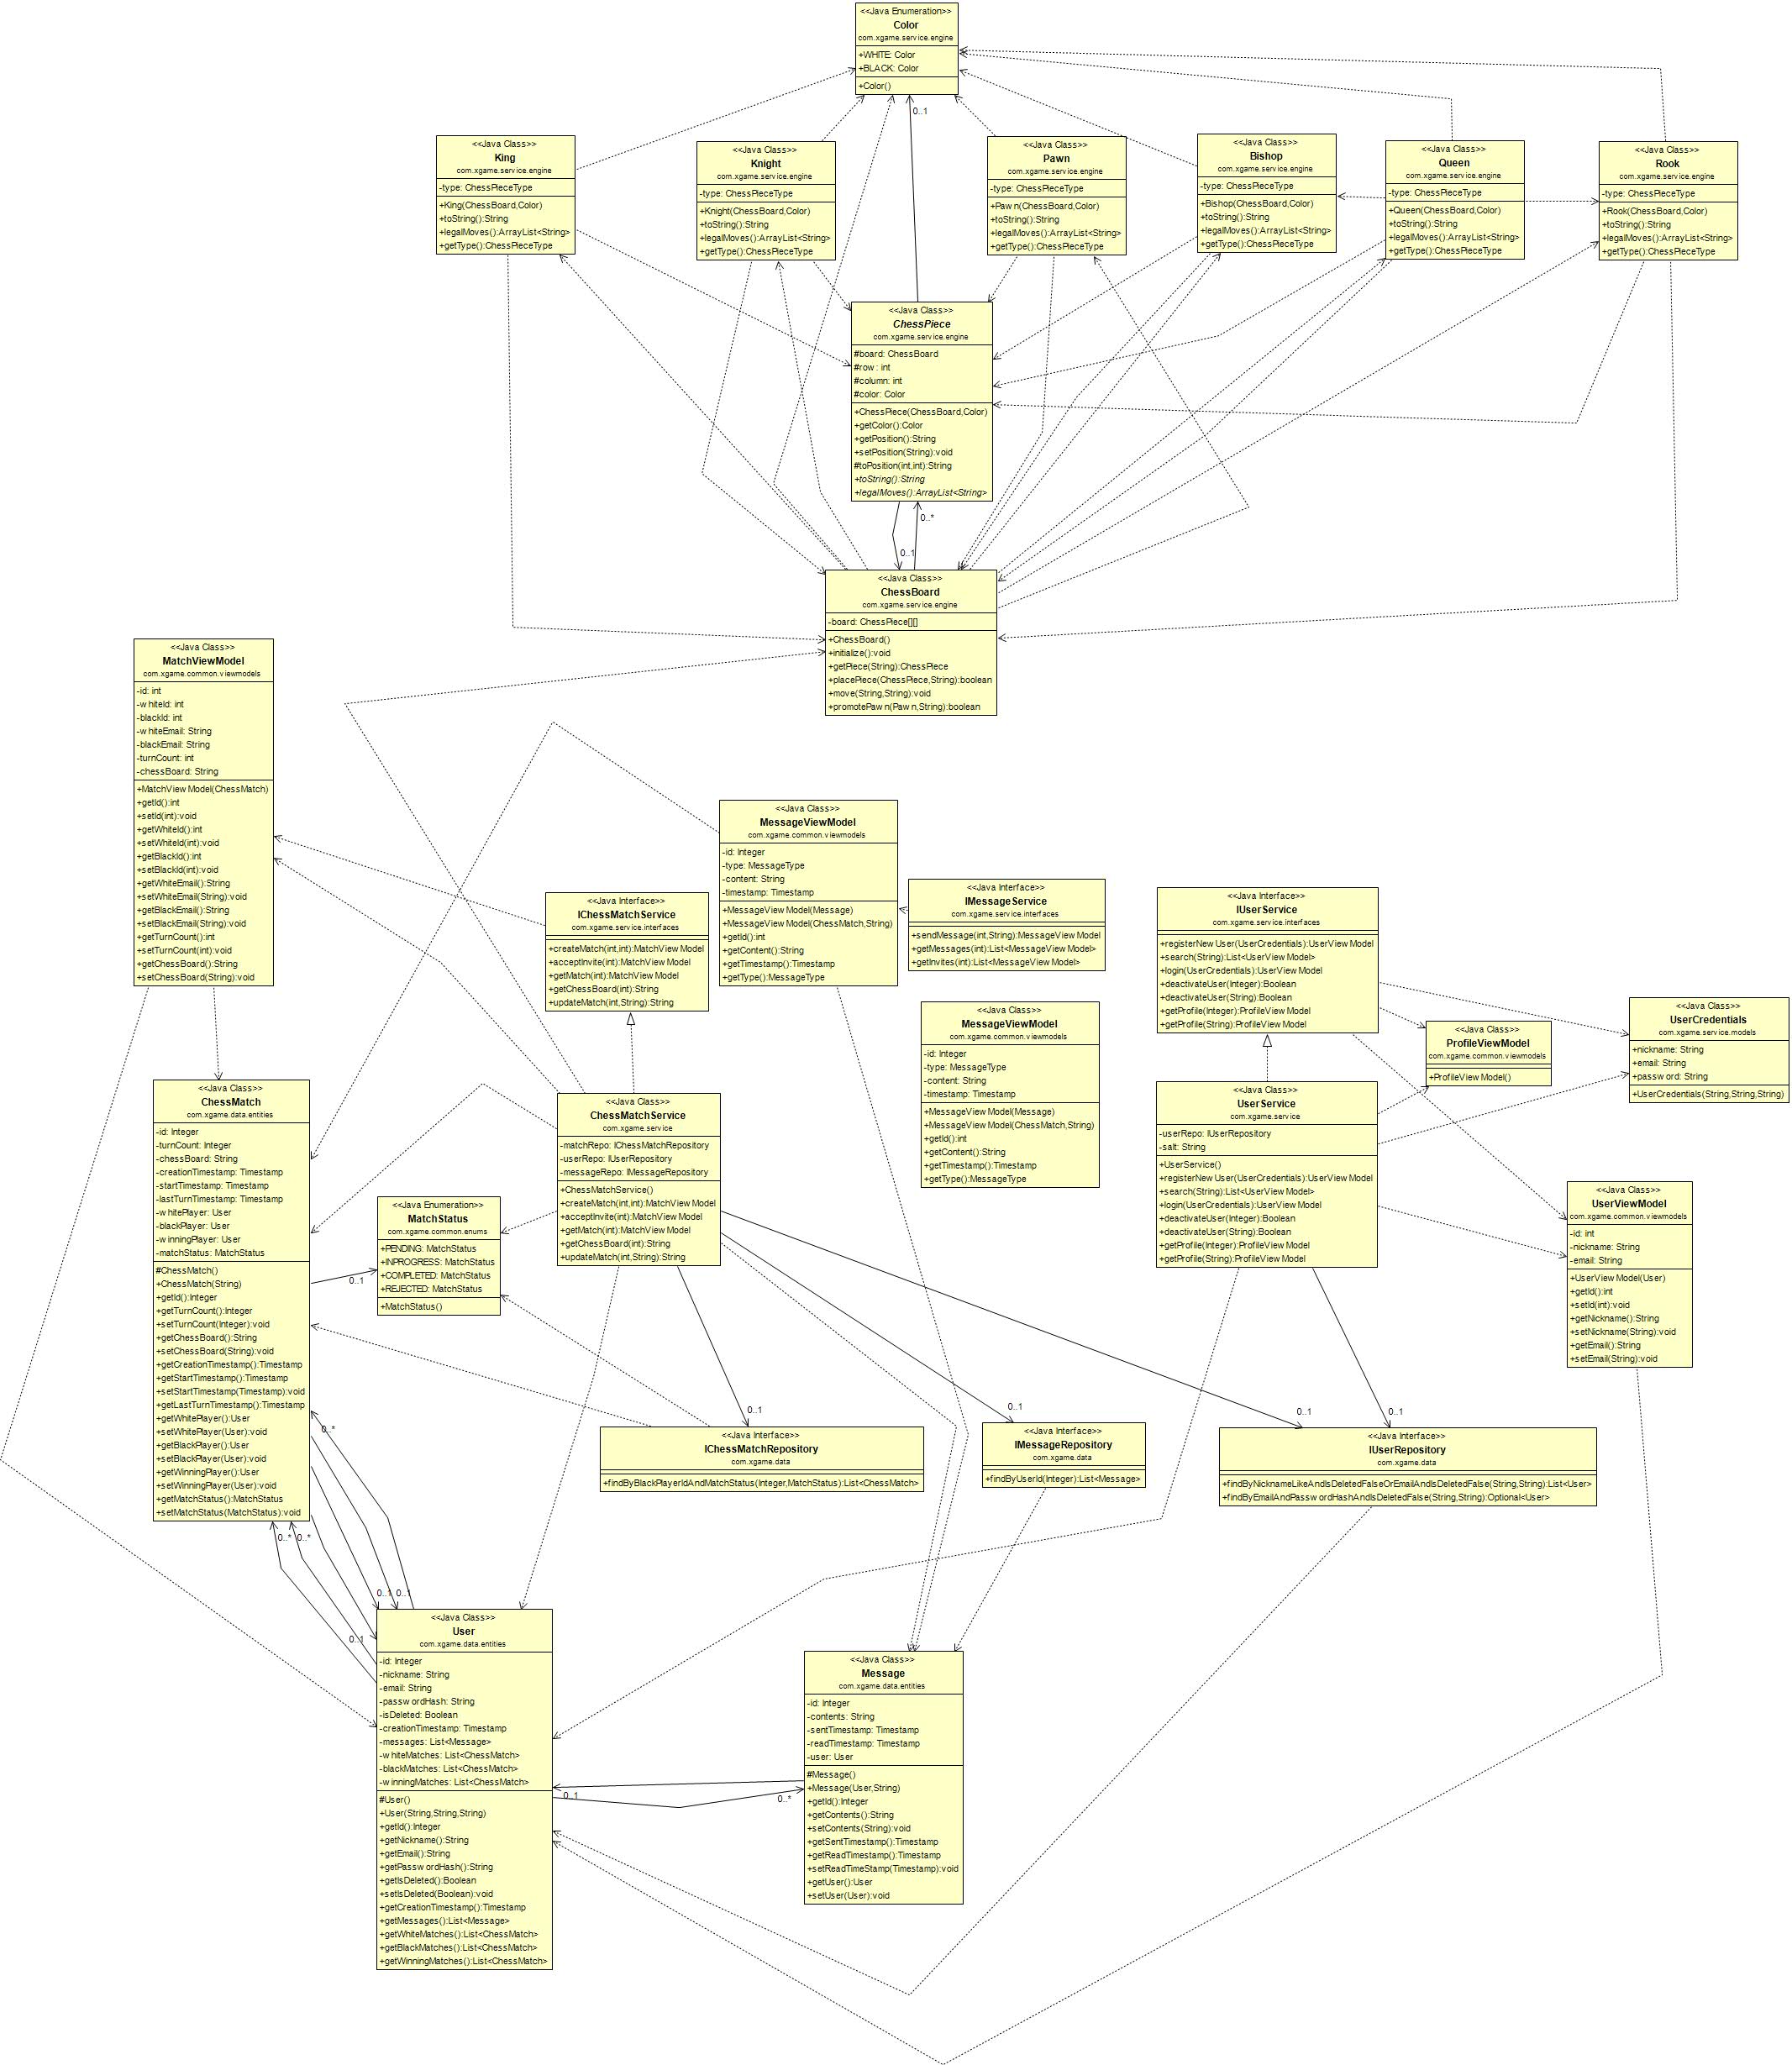 <<Java Enumeration>>
Color
com.xgame.service.engine
+WHITE: Color
+BLACK: Color
+Color()
0..1
<<Java Class>>
King
com.xgame.service.engine
-type: ChessPieceType
+King(ChessBoard,Color)
+toString():String
+legalMoves():ArrayList<String>
+getType():ChessPieceType
<<Java Class>>
Knight
com.xgame.service.engine
-type: ChessPieceType
+Knight(ChessBoard,Color)
+toString():String
+legalMoves():ArrayList<String>
+getType():ChessPieceType
<<Java Class>>
Pawn
com.xgame.service.engine
-type: ChessPieceType
+Pawn(ChessBoard,Color)
+toString():String
+legalMoves():ArrayList<String>
+getType():ChessPieceType
<<Java Class>>
Bishop
com.xgame.service.engine
-type: ChessPieceType
+Bishop(ChessBoard,Color)
+toString():String
+legalMoves():ArrayList<String>
+getType():ChessPieceType
<<Java Class>>
Queen
com.xgame.service.engine
-type: ChessPieceType
+Queen(ChessBoard,Color)
+toString():String
+legalMoves():ArrayList<String>
+getType():ChessPieceType
<<Java Class>>
Rook
com.xgame.service.engine
-type: ChessPieceType
+Rook(ChessBoard,Color)
+toString():String
+legalMoves():ArrayList<String>
+getType():ChessPieceType
<<Java Class>>
ChessPiece
com.xgame.service.engine
#board: ChessBoard
#row: int
#column: int
#color: Color
+ChessPiece(ChessBoard,Color)
+getColor():Color
+getPosition():String
+setPosition(String):void
#toPosition(int,int):String
+toString():String
+legalMoves():ArrayList<String>
0..*
0..1
<<Java Class>>
ChessBoard
com.xgame.service.engine
-board: ChessPiece[][]
+ChessBoard()
+initialize():void
+getPiece(String):ChessPiece
+placePiece(ChessPiece,String):boolean
+move(String,String):void
+promotePawn(Pawn,String):boolean
<<Java Class>>
MatchViewModel
com.xgame.common.viewmodels
-id: int
-whiteId: int
-blackId: int
-whiteEmail: String
-blackEmail: String
-turnCount: int
-chessBoard: String
+MatchViewModel(ChessMatch)
+getId():int
+setId(int):void
+getWhiteId():int
+setWhiteId(int):void
+getBlackId():int
+setBlackId(int):void
+getWhiteEmail():String
+setWhiteEmail(String):void
+getBlackEmail():String
+setBlackEmail(String):void
+getTurnCount():int
+setTurnCount(int):void
+getChessBoard():String
+setChessBoard(String):void
<<Java Class>>
MessageViewModel
com.xgame.common.viewmodels
-id: Integer
-type: MessageType
-content: String
-timestamp: Timestamp
+MessageViewModel(Message)
+MessageViewModel(ChessMatch,String)
+getId():int
+getContent():String
+getTimestamp():Timestamp
+getType():MessageType
<<Java Interface>>
IMessageService
com.xgame.service.interfaces
+sendMessage(int,String):MessageViewModel
+getMessages(int):List<MessageViewModel>
+getInvites(int):List<MessageViewModel>
<<Java Interface>>
IChessMatchService
com.xgame.service.interfaces
+createMatch(int,int):MatchViewModel
+acceptInvite(int):MatchViewModel
+getMatch(int):MatchViewModel
+getChessBoard(int):String
+updateMatch(int,String):String
<<Java Interface>>
IUserService
com.xgame.service.interfaces
+registerNewUser(UserCredentials):UserViewModel
+search(String):List<UserViewModel>
+login(UserCredentials):UserViewModel
+deactivateUser(Integer):Boolean
+deactivateUser(String):Boolean
+getProfile(Integer):ProfileViewModel
+getProfile(String):ProfileViewModel
<<Java Class>>
MessageViewModel
com.xgame.common.viewmodels
-id: Integer
-type: MessageType
-content: String
-timestamp: Timestamp
+MessageViewModel(Message)
+MessageViewModel(ChessMatch,String)
+getId():int
+getContent():String
+getTimestamp():Timestamp
+getType():MessageType
<<Java Class>>
ProfileViewModel
com.xgame.common.viewmodels
+ProfileViewModel()
<<Java Class>>
UserCredentials
com.xgame.service.models
+nickname: String
+email: String
+password: String
+UserCredentials(String,String,String)
<<Java Class>>
ChessMatch
com.xgame.data.entities
-id: Integer
-turnCount: Integer
-chessBoard: String
-creationTimestamp: Timestamp
-startTimestamp: Timestamp
-lastTurnTimestamp: Timestamp
-whitePlayer: User
-blackPlayer: User
-winningPlayer: User
-matchStatus: MatchStatus
#ChessMatch()
+ChessMatch(String)
+getId():Integer
+getTurnCount():Integer
+setTurnCount(Integer):void
+getChessBoard():String
+setChessBoard(String):void
+getCreationTimestamp():Timestamp
+getStartTimestamp():Timestamp
+setStartTimestamp(Timestamp):void
+getLastTurnTimestamp():Timestamp
+getWhitePlayer():User
+setWhitePlayer(User):void
+getBlackPlayer():User
+setBlackPlayer(User):void
+getWinningPlayer():User
+setWinningPlayer(User):void
+getMatchStatus():MatchStatus
+setMatchStatus(MatchStatus):void
0..1
<<Java Enumeration>>
MatchStatus
com.xgame.common.enums
+PENDING: MatchStatus
+INPROGRESS: MatchStatus
+COMPLETED: MatchStatus
+REJECTED: MatchStatus
+MatchStatus()
<<Java Class>>
ChessMatchService
com.xgame.service
-matchRepo: IChessMatchRepository
-userRepo: IUserRepository
-messageRepo: IMessageRepository
+ChessMatchService()
+createMatch(int,int):MatchViewModel
+acceptInvite(int):MatchViewModel
+getMatch(int):MatchViewModel
+getChessBoard(int):String
+updateMatch(int,String):String
<<Java Class>>
UserService
com.xgame.service
-userRepo: IUserRepository
-salt: String
+UserService()
+registerNewUser(UserCredentials):UserViewModel
+search(String):List<UserViewModel>
+login(UserCredentials):UserViewModel
+deactivateUser(Integer):Boolean
+deactivateUser(String):Boolean
+getProfile(Integer):ProfileViewModel
+getProfile(String):ProfileViewModel
<<Java Class>>
UserViewModel
com.xgame.common.viewmodels
-id: int
-nickname: String
-email: String
+UserViewModel(User)
+getId():int
+setId(int):void
+getNickname():String
+setNickname(String):void
+getEmail():String
+setEmail(String):void
0..1
0..1
0..1
0..1
<<Java Interface>>
IChessMatchRepository
com.xgame.data
+findByBlackPlayerIdAndMatchStatus(Integer,MatchStatus):List<ChessMatch>
<<Java Interface>>
IMessageRepository
com.xgame.data
+findByUserId(Integer):List<Message>
<<Java Interface>>
IUserRepository
com.xgame.data
+findByNicknameLikeAndIsDeletedFalseOrEmailAndIsDeletedFalse(String,String):List<User>
+findByEmailAndPasswordHashAndIsDeletedFalse(String,String):Optional<User>
0..*
0..*
0..*
0..1
0..1
0..1
<<Java Class>>
User
com.xgame.data.entities
-id: Integer
-nickname: String
-email: String
-passwordHash: String
-isDeleted: Boolean
-creationTimestamp: Timestamp
-messages: List<Message>
-whiteMatches: List<ChessMatch>
-blackMatches: List<ChessMatch>
-winningMatches: List<ChessMatch>
#User()
+User(String,String,String)
+getId():Integer
+getNickname():String
+getEmail():String
+getPasswordHash():String
+getIsDeleted():Boolean
+setIsDeleted(Boolean):void
+getCreationTimestamp():Timestamp
+getMessages():List<Message>
+getWhiteMatches():List<ChessMatch>
+getBlackMatches():List<ChessMatch>
+getWinningMatches():List<ChessMatch>
0..1
0..*
<<Java Class>>
Message
com.xgame.data.entities
-id: Integer
-contents: String
-sentTimestamp: Timestamp
-readTimestamp: Timestamp
-user: User
#Message()
+Message(User,String)
+getId():Integer
+getContents():String
+setContents(String):void
+getSentTimestamp():Timestamp
+getReadTimestamp():Timestamp
+setReadTimeStamp(Timestamp):void
+getUser():User
+setUser(User):void